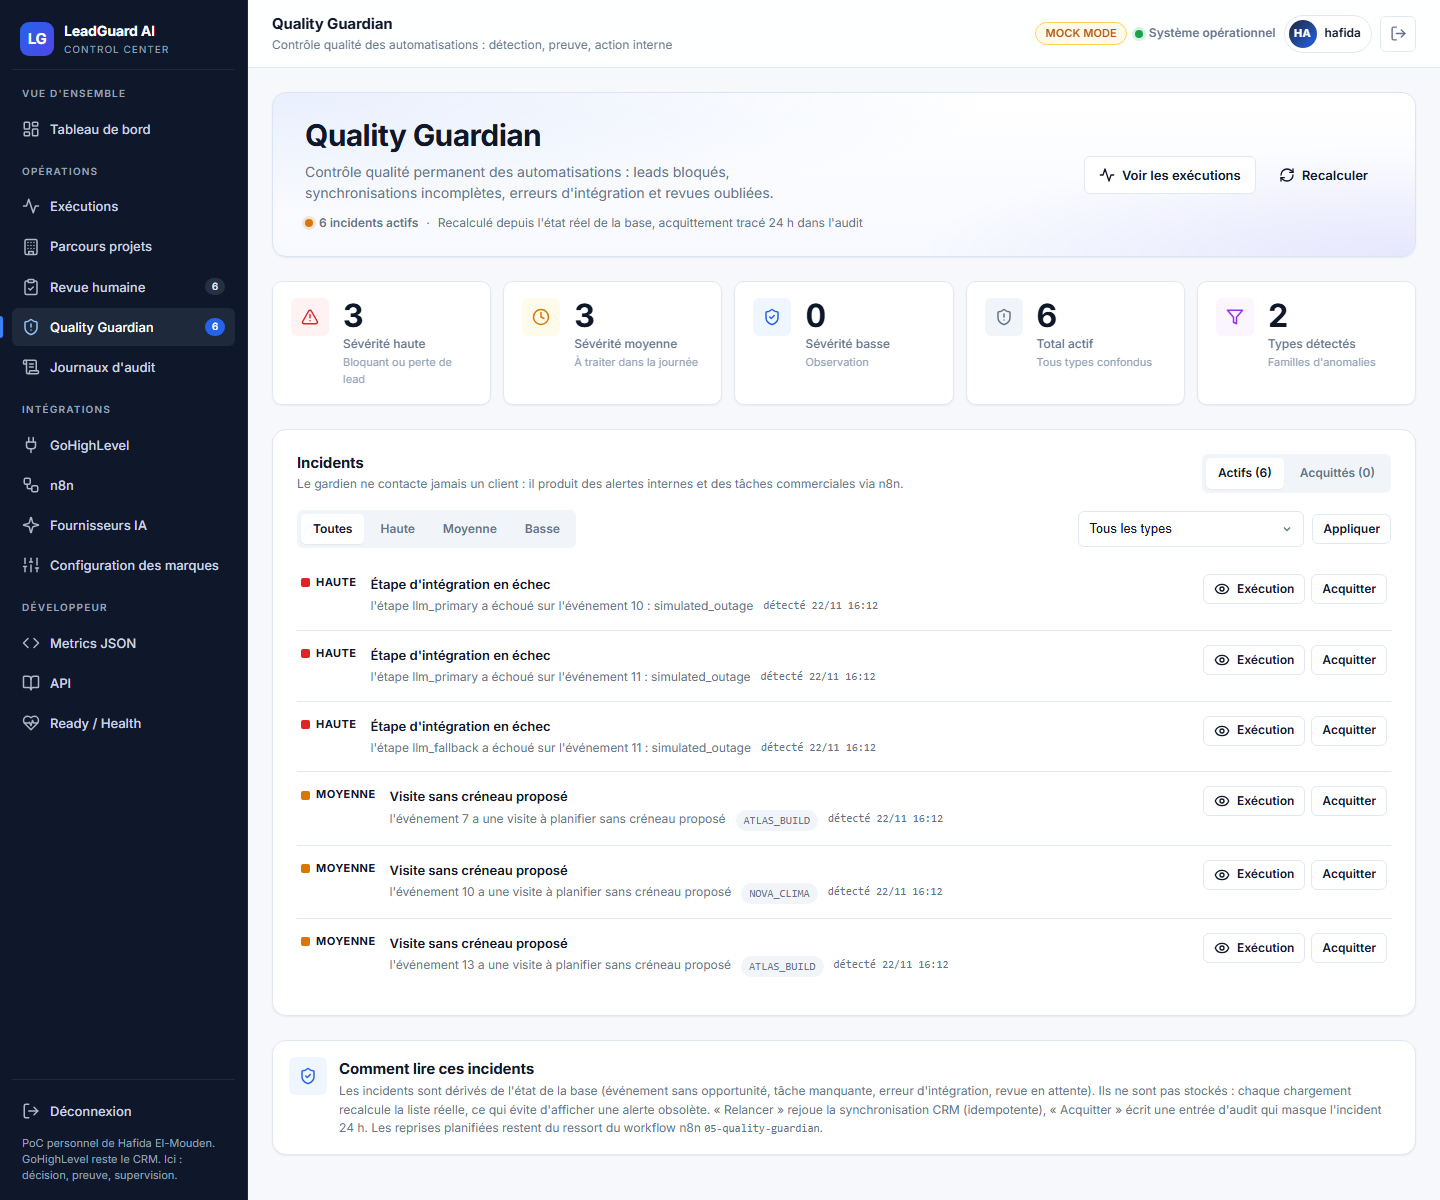 LG
LeadGuard AI
CONTROL CENTER
VUE D'ENSEMBLE
Tableau de bord
OPÉRATIONS
Exécutions
Parcours projets
Revue humaine 6
Quality Guardian 6
Journaux d'audit
INTÉGRATIONS
GoHighLevel
n8n
Fournisseurs IA
Configuration des marques
DÉVELOPPEUR
Metrics JSON
API
Ready / Health
Déconnexion
PoC personnel de Hafida El-Mouden.
GoHighLevel reste le CRM. Ici :
décision, preuve, supervision.
Quality Guardian
Contrôle qualité des automatisations : détection, preuve, action interne
MOCK MODE
Système opérationnel
HA hafida
Quality Guardian
Contrôle qualité permanent des automatisations : leads bloqués,
synchronisations incomplètes, erreurs d'intégration et revues oubliées.
6 incidents actifs · Recalculé depuis l'état réel de la base, acquittement tracé 24 h dans l'audit
Voir les exécutions
Recalculer
3
Sévérité haute
Bloquant ou perte de
lead
3
Sévérité moyenne
À traiter dans la journée
0
Sévérité basse
Observation
6
Total actif
Tous types confondus
2
Types détectés
Familles d'anomalies
Incidents
Le gardien ne contacte jamais un client : il produit des alertes internes et des tâches commerciales via n8n.
Actifs (6) Acquittés (0)
Toutes Haute Moyenne Basse
Tous les types
Appliquer
HAUTE Étape d'intégration en échec
l'étape llm_primary a échoué sur l'événement 10 : simulated_outage détecté 22/11 16:12
Exécution Acquitter
HAUTE Étape d'intégration en échec
l'étape llm_primary a échoué sur l'événement 11 : simulated_outage détecté 22/11 16:12
Exécution Acquitter
HAUTE Étape d'intégration en échec
l'étape llm_fallback a échoué sur l'événement 11 : simulated_outage détecté 22/11 16:12
Exécution Acquitter
MOYENNE Visite sans créneau proposé
l'événement 7 a une visite à planifier sans créneau proposé ATLAS_BUILD détecté 22/11 16:12
Exécution Acquitter
MOYENNE Visite sans créneau proposé
l'événement 10 a une visite à planifier sans créneau proposé NOVA_CLIMA détecté 22/11 16:12
Exécution Acquitter
MOYENNE Visite sans créneau proposé
l'événement 13 a une visite à planifier sans créneau proposé ATLAS_BUILD détecté 22/11 16:12
Exécution Acquitter
Comment lire ces incidents
Les incidents sont dérivés de l'état de la base (événement sans opportunité, tâche manquante, erreur d'intégration, revue en attente). Ils ne sont pas stockés : chaque chargement
recalcule la liste réelle, ce qui évite d'afficher une alerte obsolète. « Relancer » rejoue la synchronisation CRM (idempotente), « Acquitter » écrit une entrée d'audit qui masque l'incident
24 h. Les reprises planifiées restent du ressort du workflow n8n 05-quality-guardian.